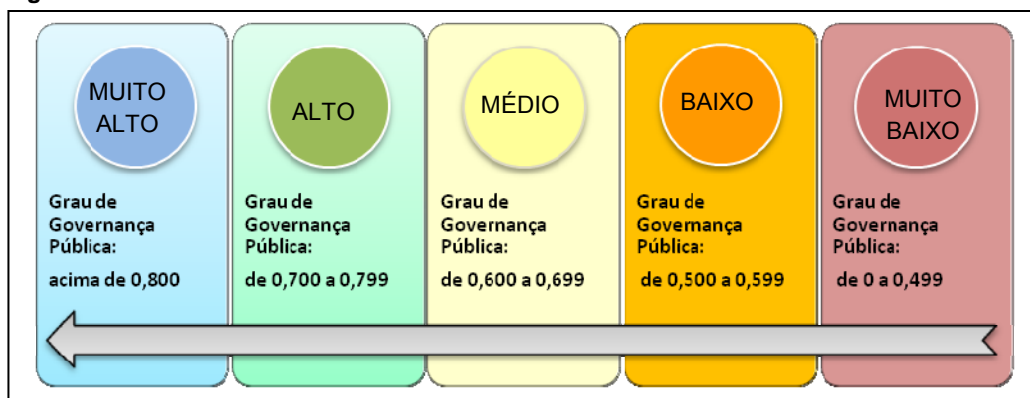 MUITO
ALTO
Grau de
Governança
Pública:
acima de 0,800
ALTO
Grau de
Governança
Pública:
de 0,700 a 0,799
MÉDIO
Grau de
Governança
Pública:
de 0,600 a 0,699
BAIXO
Grau de
Governança
Pública:
de 0,500 a 0,599
MUITO
BAIXO
Grau de
Governança
Pública:
de 0 a 0,499